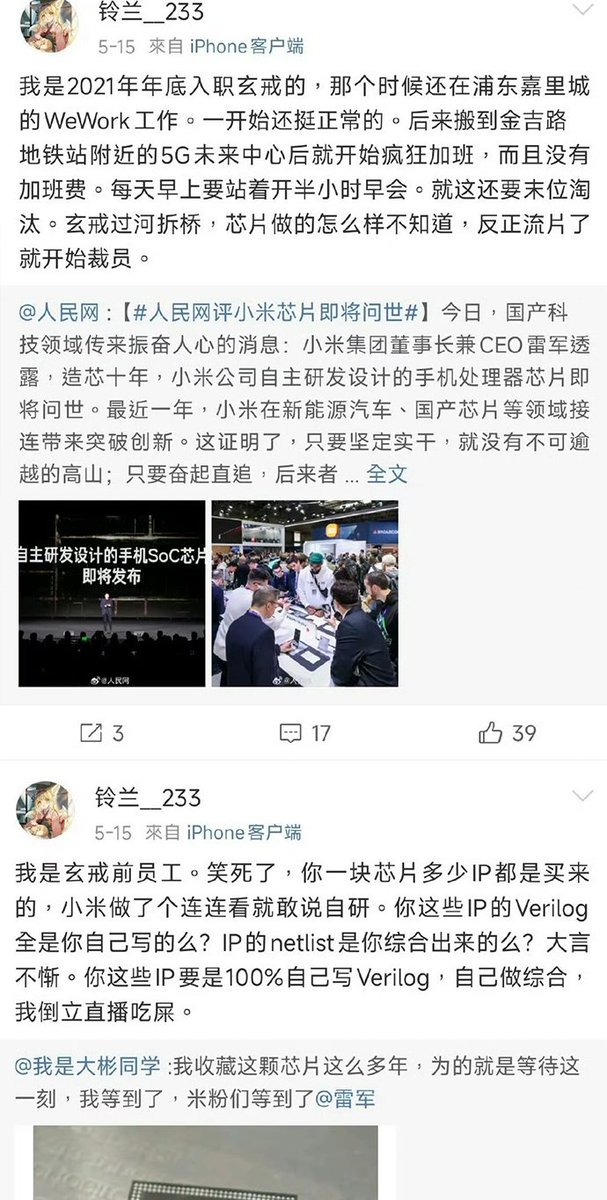 铃兰__233
5-15 來自 iPhone客户端
我是2021年年底入职玄戒的，那个时候还在浦东嘉里城
的WeWork工作。一开始还挺正常的。后来搬到金吉路
地铁站附近的5G未来中心后就开始疯狂加班，而且没有
加班费。每天早上要站着开半小时早会。就这还要末位淘
汰。玄戒过河拆桥，芯片做的怎么样不知道，反正流片了
就开始裁员。
@人民网 :【#人民网评小米芯片即将问世#】今日，国产科
技领域传来振奋人心的消息：小米集团董事长兼CEO雷军透
露，造芯十年，小米公司自主研发设计的手机处理器芯片即
将问世。最近一年，小米在新能源汽车、国产芯片等领域接
连带来突破创新。这证明了，只要坚定实干，就没有不可逾
越的高山；只要奋起直追，后来者 ... 全文
自主研发设计的手机SoC芯片
即将发布
@人民网
@人民网
3
17
39
铃兰__233
5-15 來自 iPhone客户端
我是玄戒前员工。笑死了，你一块芯片多少IP都是买来
的，小米做了个连连看就敢说自研。你这些IP的Verilog
全是你自己写的么？IP的netlist是你综合出来的么？大言
不惭。你这些IP要是100%自己写Verilog，自己做综合，
我倒立直播吃屎。
@我是大彬同学 :我收藏这颗芯片这么多年，为的就是等待这
一刻，我等到了，米粉们等到了@雷军